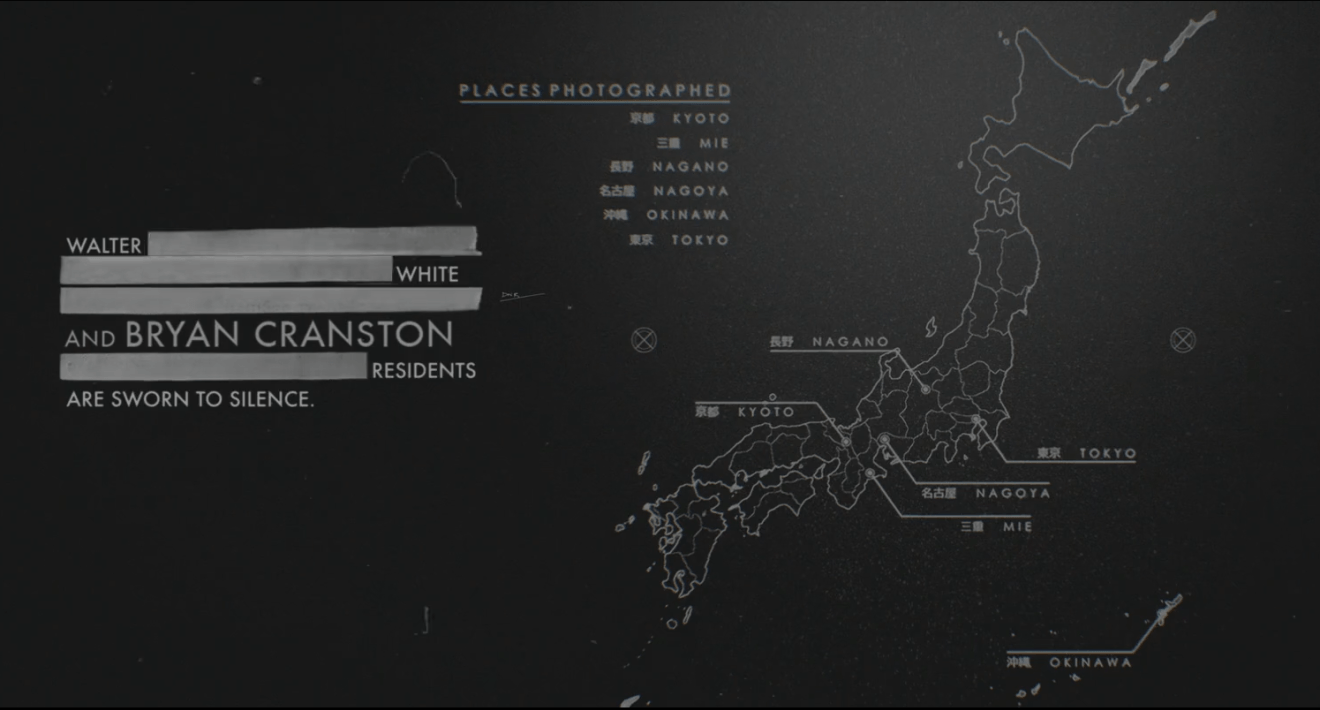 PLACES PHOTOGRAPHED
京都 KYOTO
三重 MIE
長野 NAGANO
名古屋 NAGOYA
沖縄 OKINAWA
東京 TOKYO
WALTER
WHITE
AND BRYAN CRANSTON
RESIDENTS
ARE SWORN TO SILENCE.
長野 NAGANO
京都 KYOTO
東京 TOKYO
名古屋 NAGOYA
三重 MIE
沖縄 OKINAWA